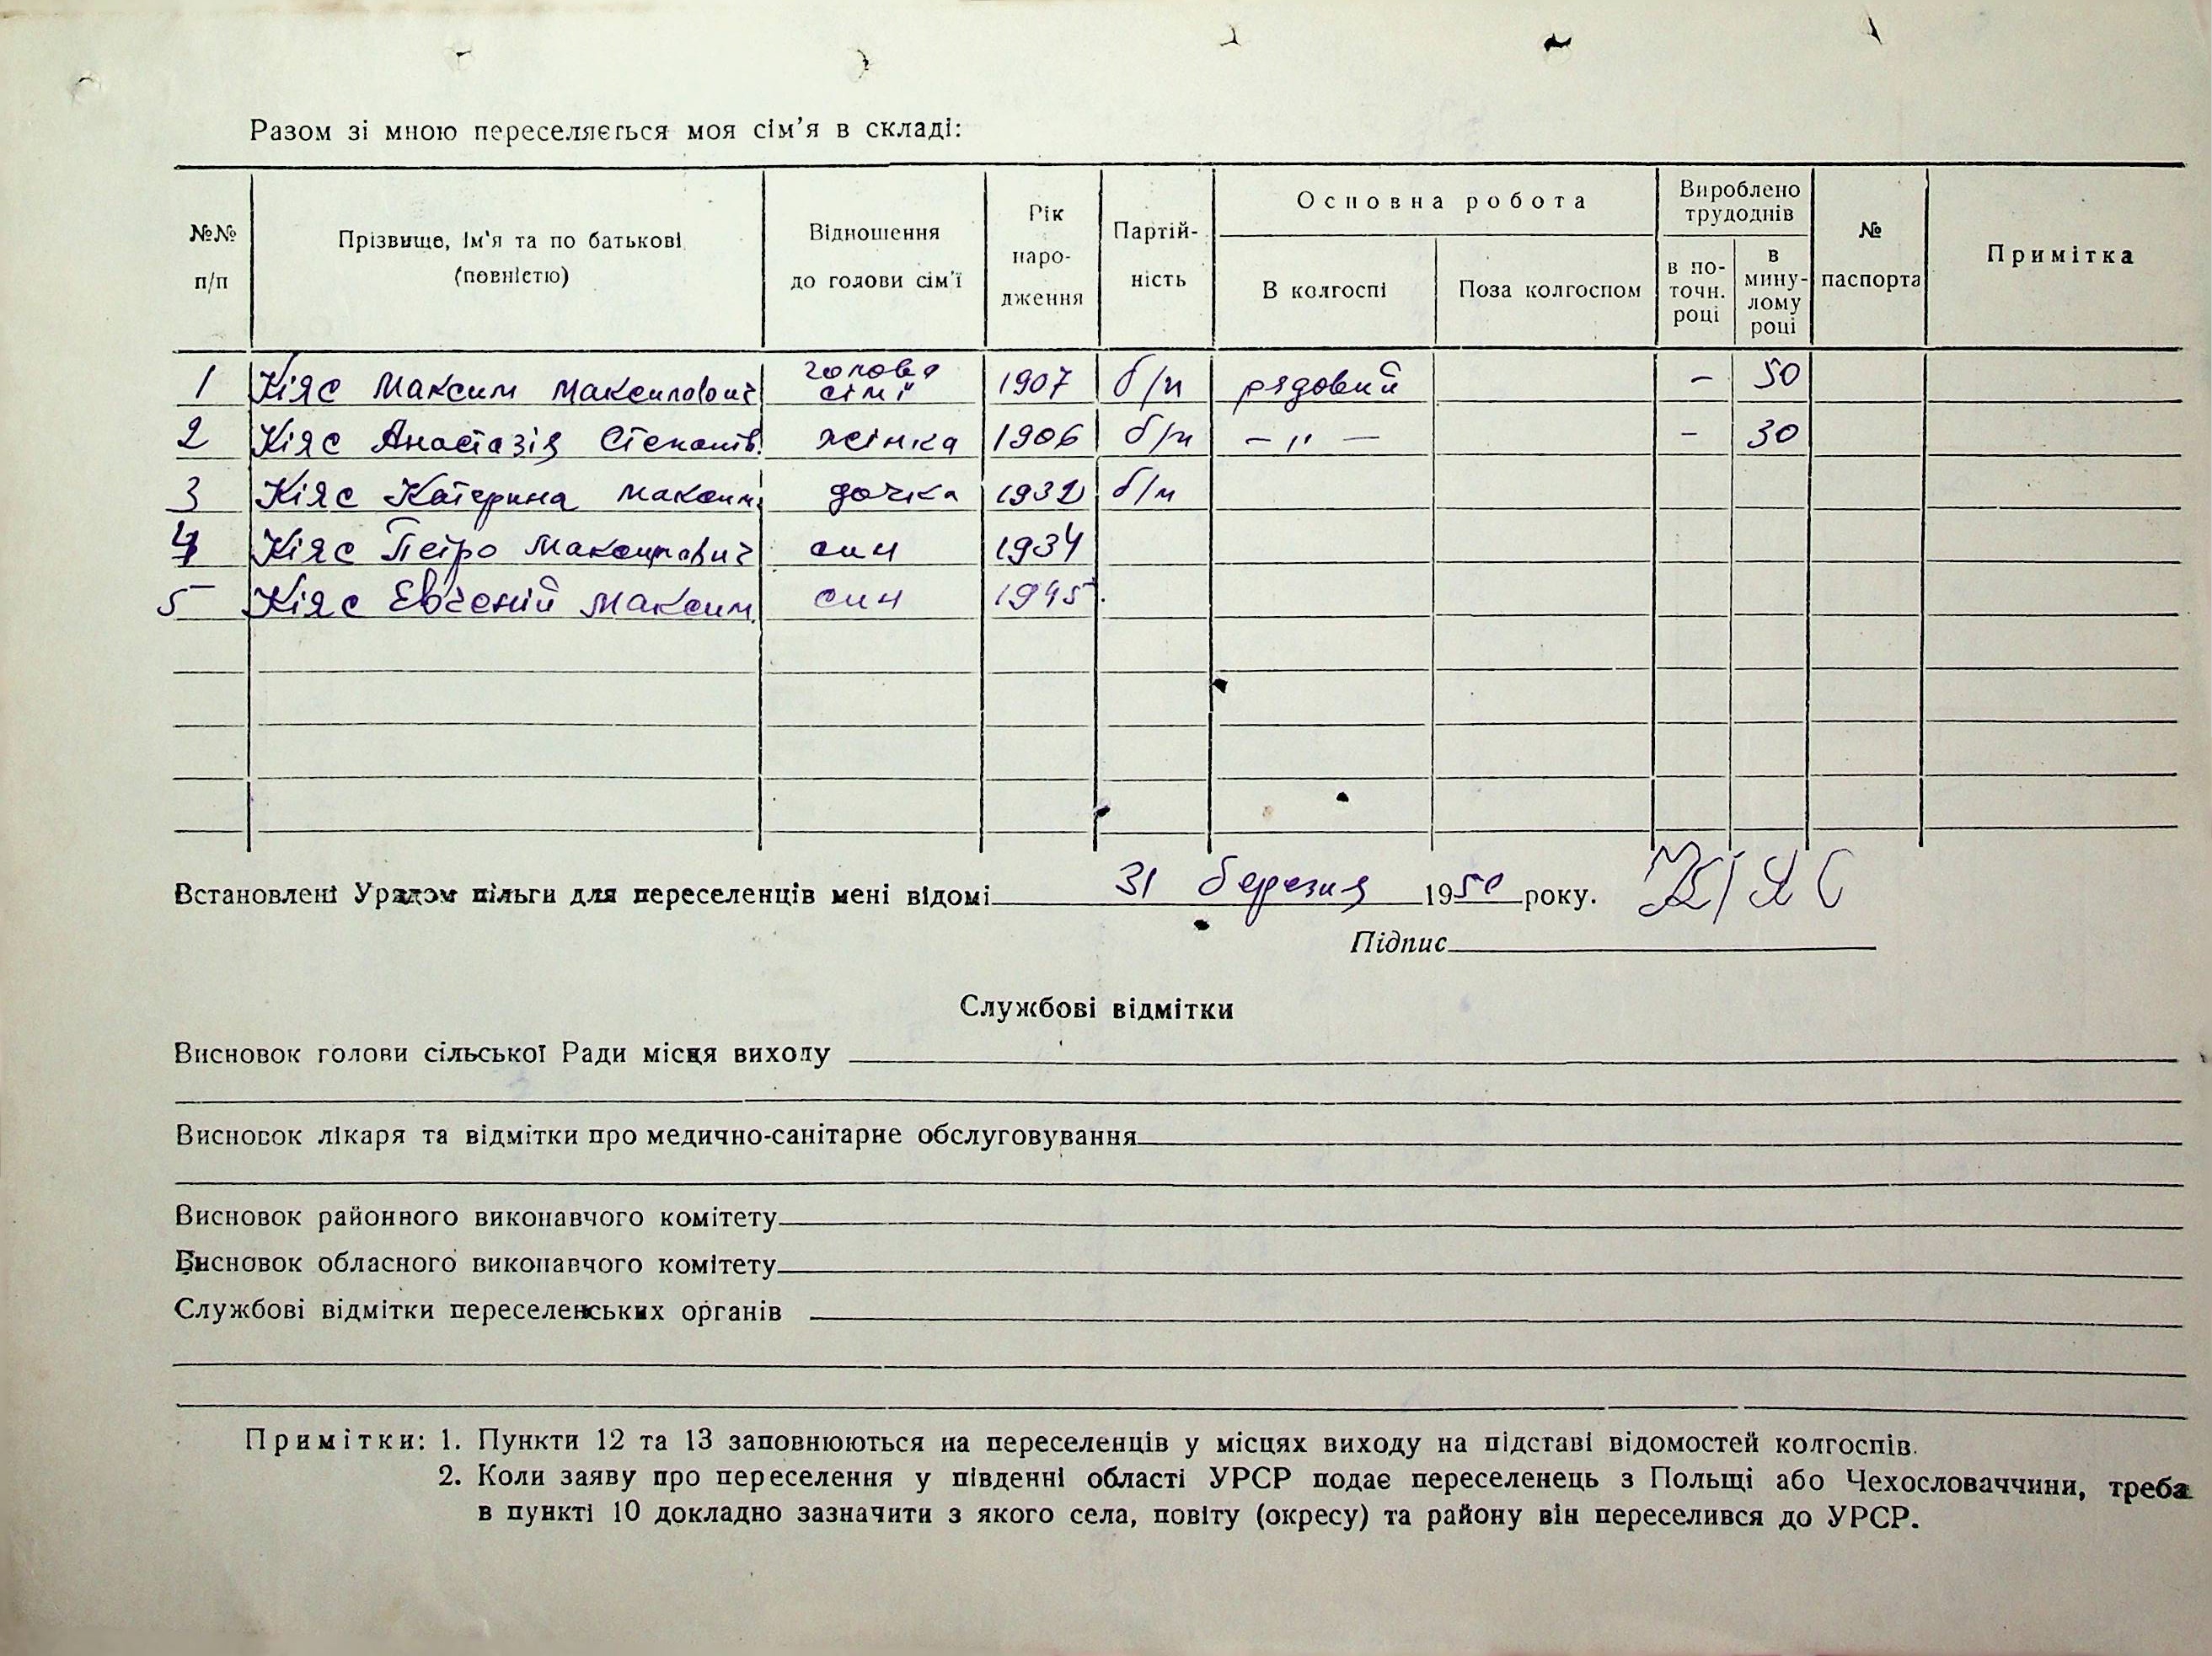 Разом зі мною переселяється моя сім'я в складі:
№№ п/п | Прізвище, ім'я та по батькові (повністю) | Відношення до голови сім'ї | Рік народження | Партійність | Основна робота | Вироблено трудоднів | № паспорта | Примітка
В колгоспі | Поза колгоспом | в поточн. році | в минулому році
1 Кіяс Максим Максимович голова сімї 1907 б/п рядовий - 50
2 Кіяс Анастазія Степанів. жінка 1906 б/п — " — - 30
3 Кіяс Катерина Максим. дочка 1932 б/п
4 Кіяс Петро Максимович син 1934
5 Кіяс Евгеній Максим. син 1945
Встановлені Урядом пільги для переселенців мені відомі 31 березня 1950 року. КіЯС
Підпис
Службові відмітки
Висновок голови сільської Ради місця виходу
Висновок лікаря та відмітки про медично-санітарне обслуговування
Висновок районного виконавчого комітету
Висновок обласного виконавчого комітету
Службові відмітки переселенських органів
Примітки: 1. Пункти 12 та 13 заповнюються на переселенців у місцях виходу на підставі відомостей колгоспів.
2. Коли заяву про переселення у південні області УРСР подає переселенець з Польщі або Чехословаччини, треба
в пункті 10 докладно зазначити з якого села, повіту (окресу) та району він переселився до УРСР.